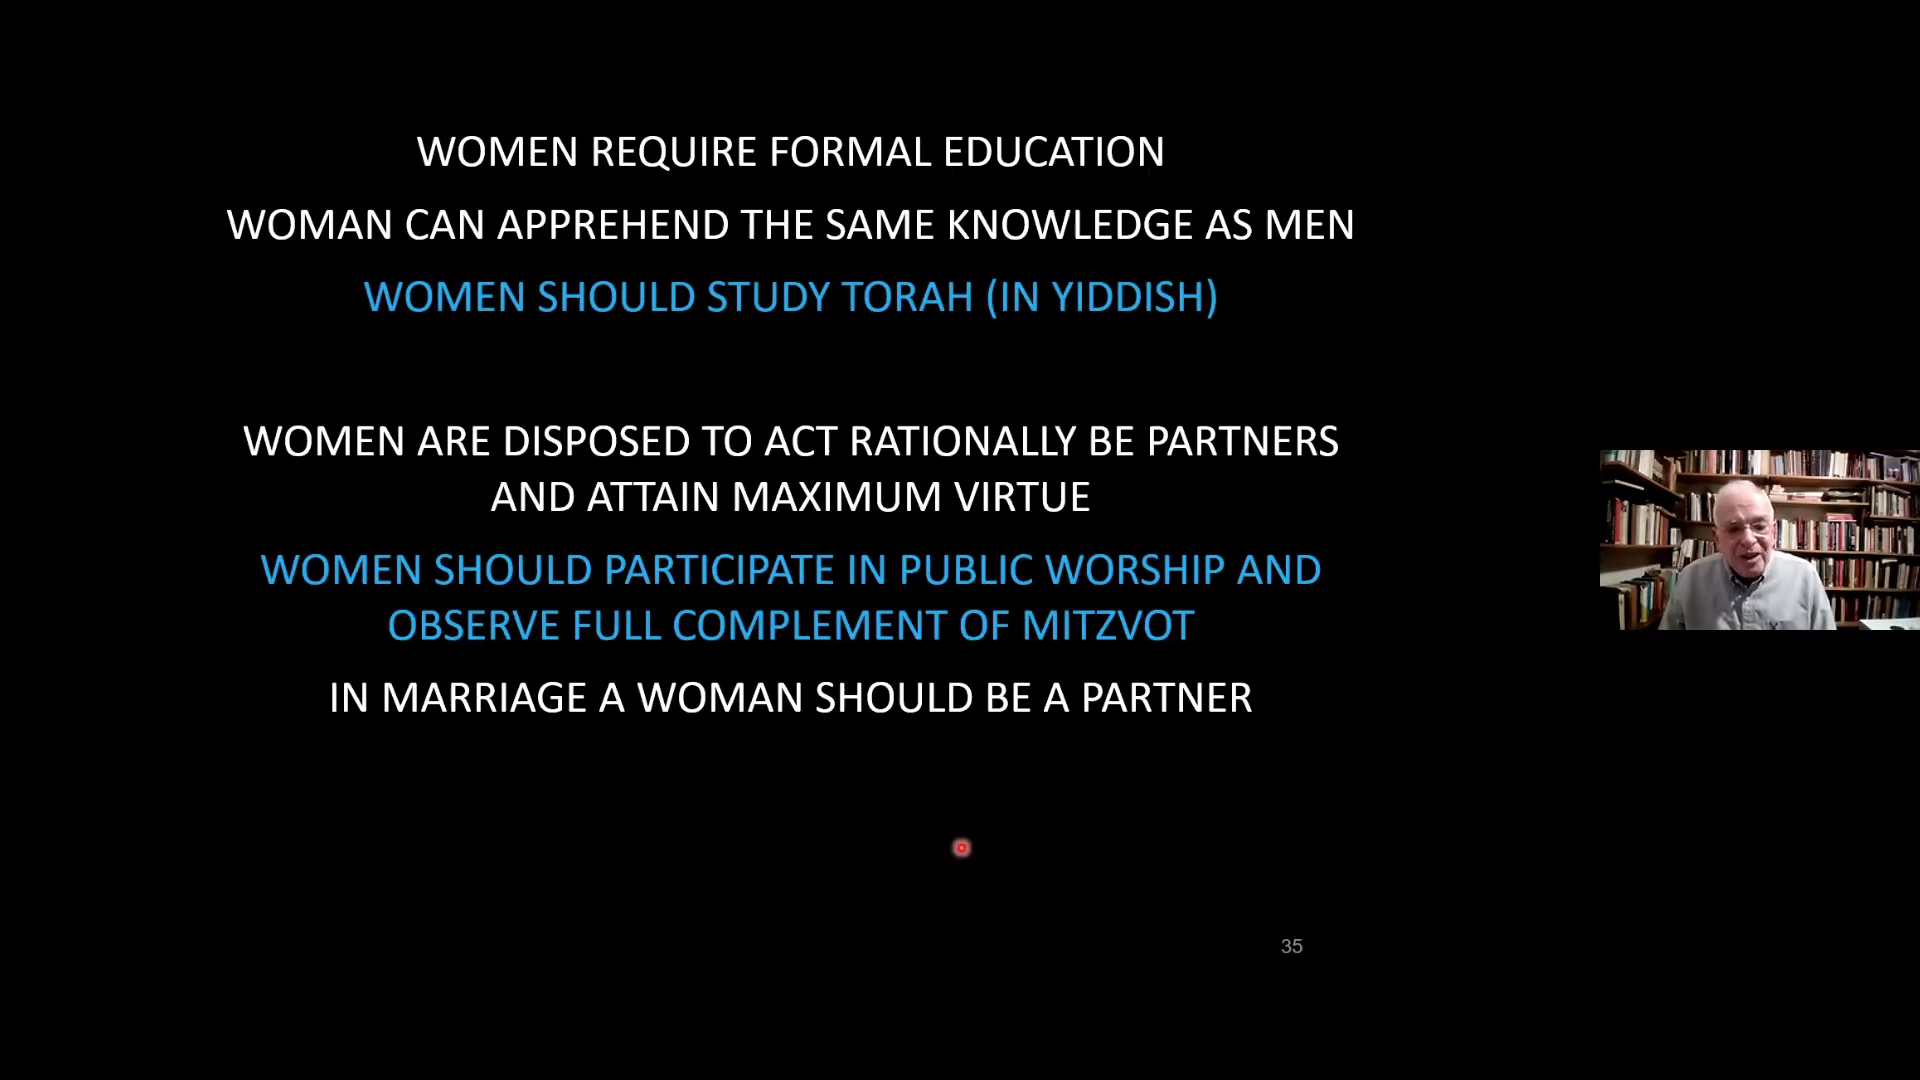 WOMEN REQUIRE FORMAL EDUCATION
WOMAN CAN APPREHEND THE SAME KNOWLEDGE AS MEN
WOMEN SHOULD STUDY TORAH (IN YIDDISH)
WOMEN ARE DISPOSED TO ACT RATIONALLY BE PARTNERS
AND ATTAIN MAXIMUM VIRTUE
WOMEN SHOULD PARTICIPATE IN PUBLIC WORSHIP AND
OBSERVE FULL COMPLEMENT OF MITZVOT
IN MARRIAGE A WOMAN SHOULD BE A PARTNER
35